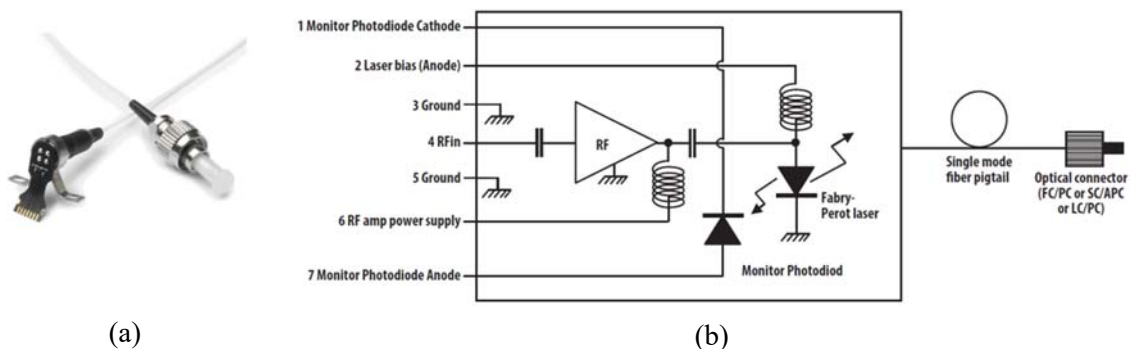 1 Monitor Photodiode Cathode
2 Laser bias (Anode)
3 Ground
4 RFin
RF
5 Ground
6 RF amp power supply
7 Monitor Photodiode Anode
Fabry-
Perot laser
Monitor Photodiod
Single mode
fiber pigtail
Optical connector
(FC/PC or SC/APC
or LC/PC)
(a)
(b)